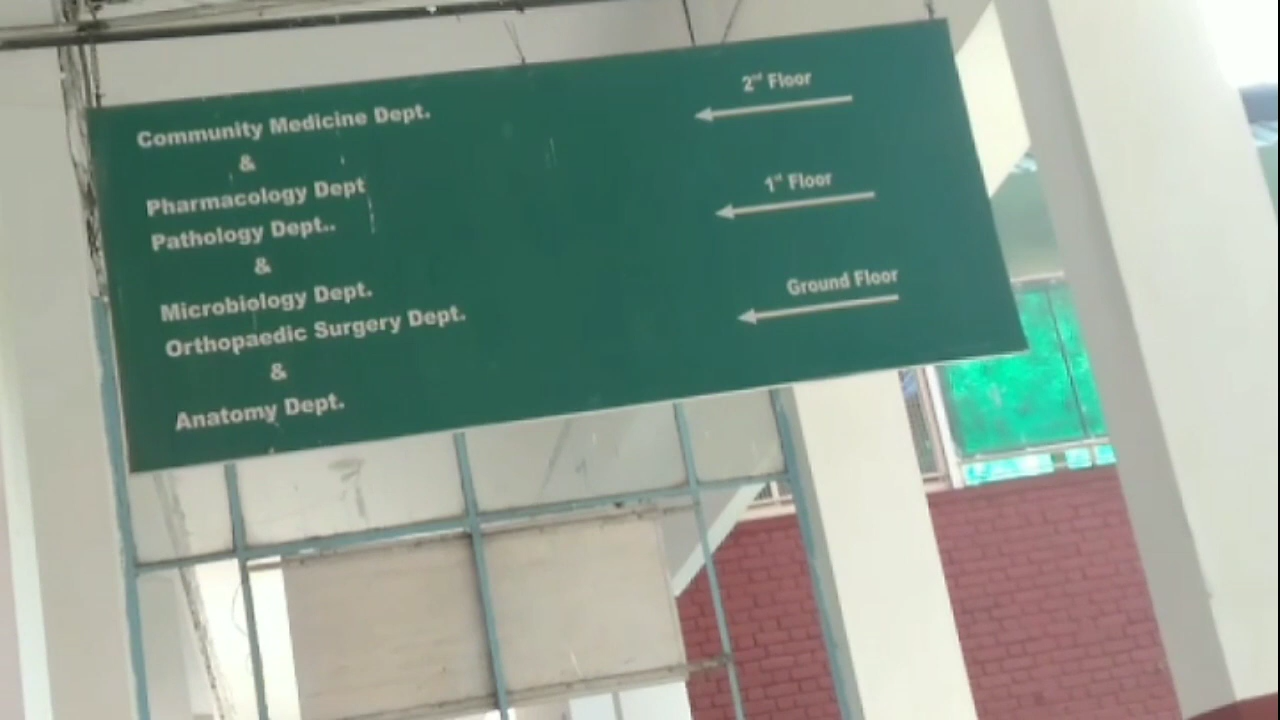 Community Medicine Dept.
&
Pharmacology Dept
2nd Floor
Pathology Dept..
&
Microbiology Dept.
1st Floor
Orthopaedic Surgery Dept.
&
Anatomy Dept.
Ground Floor